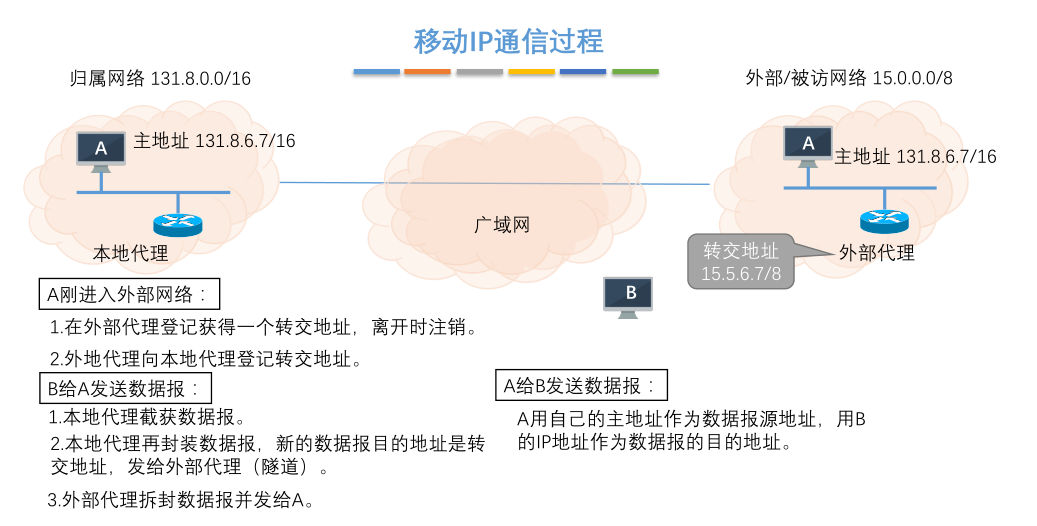 移动IP通信过程
归属网络 131.8.0.0/16
外部/被访网络 15.0.0.0/8
A
主地址 131.8.6.7/16
A
主地址 131.8.6.7/16
广域网
本地代理
转交地址
15.5.6.7/8
外部代理
B
A刚进入外部网络：
1.在外部代理登记获得一个转交地址，离开时注销。
2.外地代理向本地代理登记转交地址。
B给A发送数据报：
1.本地代理截获数据报。
2.本地代理再封装数据报，新的数据报目的地址是转
交地址，发给外部代理（隧道）。
3.外部代理拆封数据报并发给A。
A给B发送数据报：
A用自己的主地址作为数据报源地址，用B
的IP地址作为数据报的目的地址。